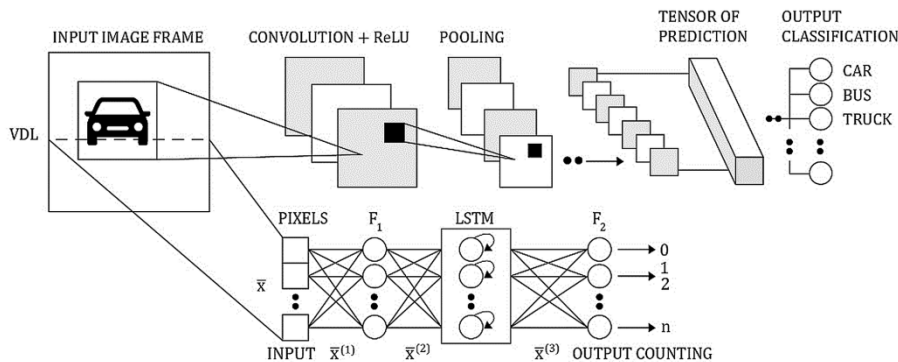 INPUT IMAGE FRAME
CONVOLUTION + ReLU
POOLING
TENSOR OF
PREDICTION
OUTPUT
CLASSIFICATION
CAR
BUS
TRUCK
VDL
PIXELS
F₁
LSTM
F₂
0
1
2
n
x̅
INPUT
x̅⁽¹⁾
x̅⁽²⁾
x̅⁽³⁾
OUTPUT COUNTING